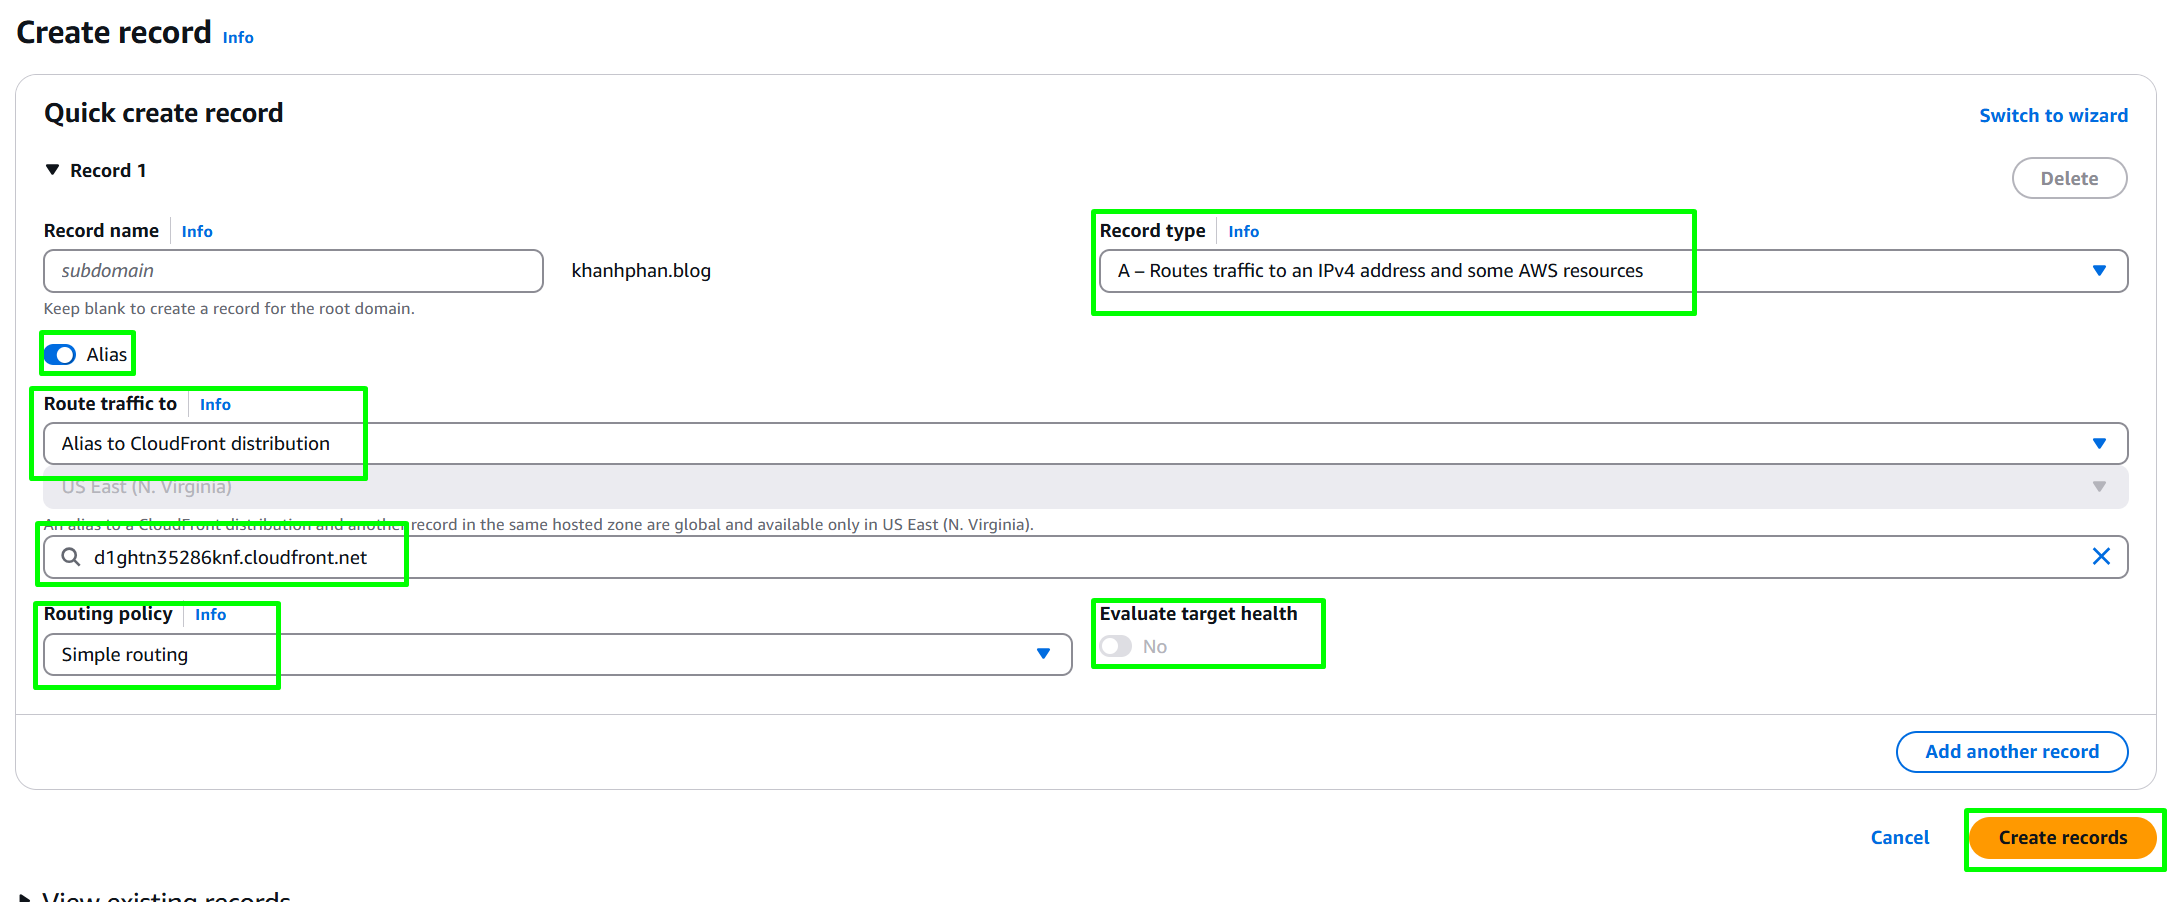 Create record Info
Quick create record
Switch to wizard
Record 1
Delete
Record name Info
subdomain
khanhphan.blog
Keep blank to create a record for the root domain.
Record type Info
A – Routes traffic to an IPv4 address and some AWS resources
Alias
Route traffic to Info
Alias to CloudFront distribution
US East (N. Virginia)
An alias to a CloudFront distribution and another record in the same hosted zone are global and available only in US East (N. Virginia).
d1ghtn35286knf.cloudfront.net
Routing policy Info
Simple routing
Evaluate target health
No
Add another record
Cancel
Create records
View existing records